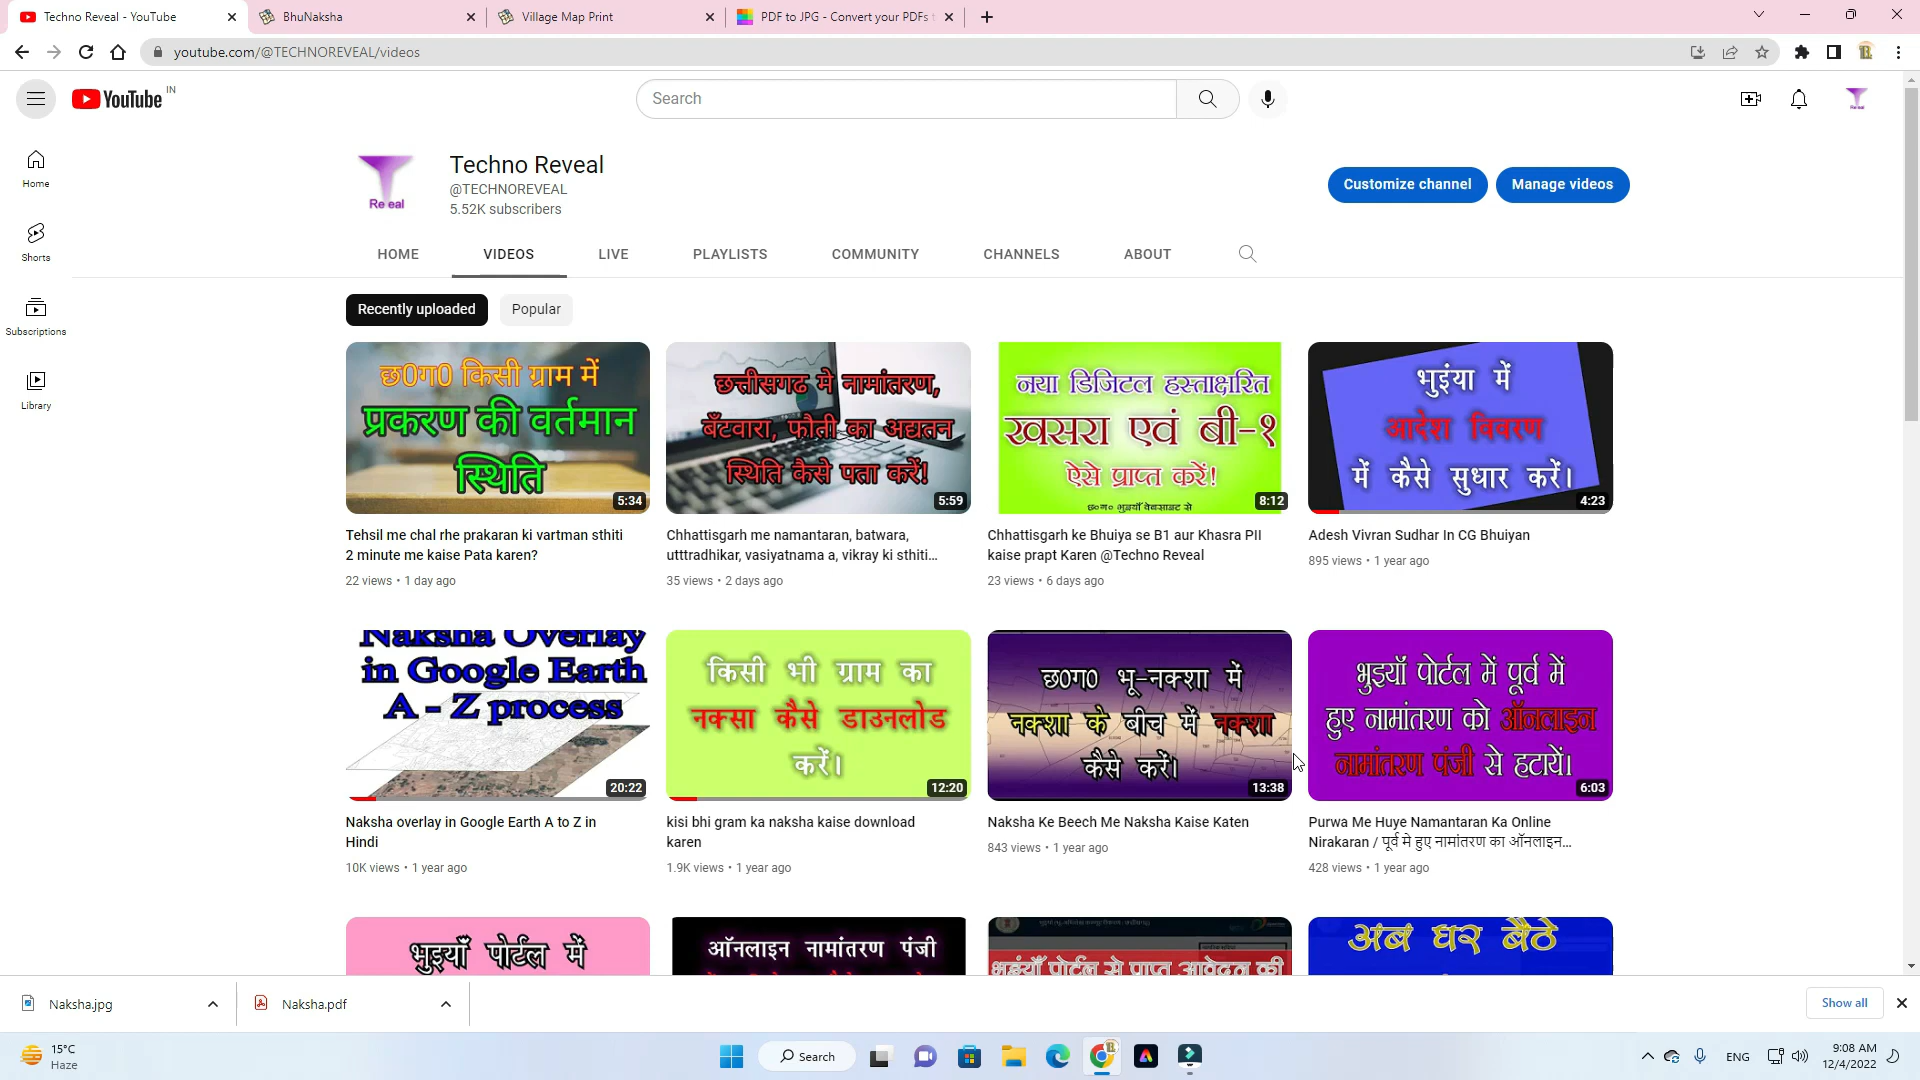 Techno Reveal - YouTube
BhuNaksha
Village Map Print
PDF to JPG - Convert your PDFs t
youtube.com/@TECHNOREVEAL/videos
YouTube IN
Search
Home
Shorts
Subscriptions
Library
Techno Reveal
@TECHNOREVEAL
5.52K subscribers
Customize channel
Manage videos
HOME
VIDEOS
LIVE
PLAYLISTS
COMMUNITY
CHANNELS
ABOUT
Recently uploaded
Popular
छ0ग0 किसी ग्राम में
प्रकरण की वर्तमान
स्थिति
5:34
Tehsil me chal rhe prakaran ki vartman sthiti
2 minute me kaise Pata karen?
22 views • 1 day ago
छत्तीसगढ मे नामांतरण,
बँटवारा, फौती का अद्यतन
स्थिति कैसे पता करें!
5:59
Chhattisgarh me namantaran, batwara,
utttradhikar, vasiyatnama a, vikray ki sthiti...
35 views • 2 days ago
नया डिजिटल हस्ताक्षरित
खसरा एवं बी-१
ऐसे प्राप्त करें!
छ०ग० भुइयाँ वेबसाइट से
8:12
Chhattisgarh ke Bhuiya se B1 aur Khasra PII
kaise prapt Karen @Techno Reveal
23 views • 6 days ago
भुइंया में
आदेश विवरण
में कैसे सुधार करें।
4:23
Adesh Vivran Sudhar In CG Bhuiyan
895 views • 1 year ago
Naksha Overlay
in Google Earth
A - Z process
20:22
Naksha overlay in Google Earth A to Z in
Hindi
10K views • 1 year ago
किसी भी ग्राम का
नक्सा कैसे डाउनलोड
करें।
12:20
kisi bhi gram ka naksha kaise download
karen
1.9K views • 1 year ago
छ0ग0 भू-नक्शा में
नक्शा के बीच में नक्शा
कैसे करें।
13:38
Naksha Ke Beech Me Naksha Kaise Katen
843 views • 1 year ago
भुइयाँ पोर्टल में पूर्व में
हुए नामांतरण को ऑनलाइन
नामांतरण पंजी से हटायें।
6:03
Purwa Me Huye Namantaran Ka Online
Nirakaran / पूर्व मे हुए नामांतरण का ऑनलाइन...
428 views • 1 year ago
भुइयाँ पोर्टल में
ऑनलाइन नामांतरण पंजी
भुइंयाँ पोर्टल से प्राप्त आवेदन की
अब घर बैठे
Naksha.jpg
Naksha.pdf
Show all
15°C
Haze
Search
ENG
9:08 AM
12/4/2022